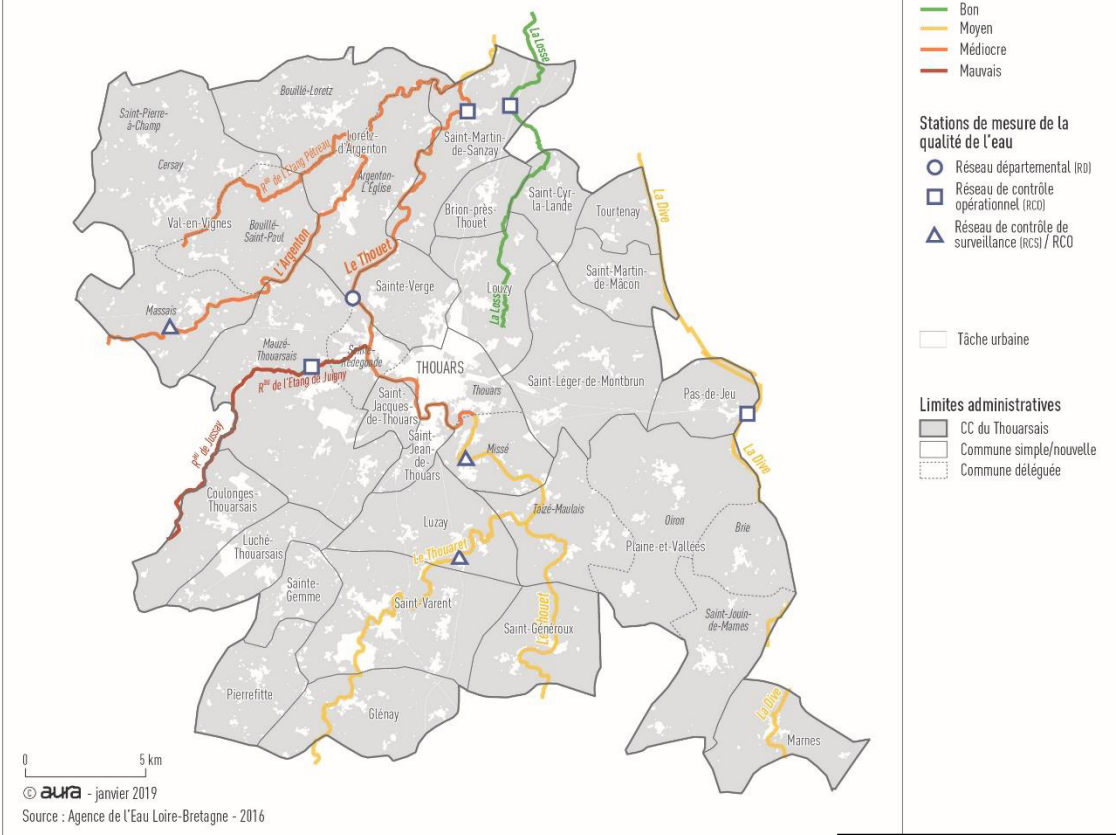 La Losse
Bouillé-Loretz
Saint-Pierre-
à-Champ
Loretz-
d'Argenton
Saint-Martin-
de-Sanzay
Cersay
Rau de l'Etang Pétreau
Argenton-
L'Église
Saint-Cyr-
la-Lande
La Dive
Brion-près-
Thouet
Tourtenay
Val-en-Vignes
Bouillé-
Saint-Paul
L'Argenton
Le Thouet
Saint-Martin-
de-Mâcon
Sainte-Verge
Louzy
La Losse
Massais
Mauzé-
Thouarsais
Sainte-
Radegonde
THOUARS
Rau de l'Etang de Juigny
Saint-
Jacques-
de-Thouars
Thouars
Saint-Léger-de-Montbrun
Pas-de-Jeu
Rau de Jussay
Saint-
Jean-
de-
Thouars
Missé
La Dive
Coulonges-
Thouarsais
Luzay
Taizé-Maulais
Oiron
Brie
Luché-
Thouarsais
Plaine-et-Vallées
Le Thouaret
Sainte-
Gemme
Saint-Varent
Le Thouet
Saint-Généroux
Saint-Jouin-
de-Marnes
Pierrefitte
Glénay
La Dive
Marnes
0 5 km
© aura - janvier 2019
Source : Agence de l'Eau Loire-Bretagne - 2016
Bon
Moyen
Médiocre
Mauvais
Stations de mesure de la
qualité de l'eau
Réseau départemental (RD)
Réseau de contrôle
opérationnel (RCO)
Réseau de contrôle de
surveillance (RCS) / RCO
Tâche urbaine
Limites administratives
CC du Thouarsais
Commune simple/nouvelle
Commune déléguée